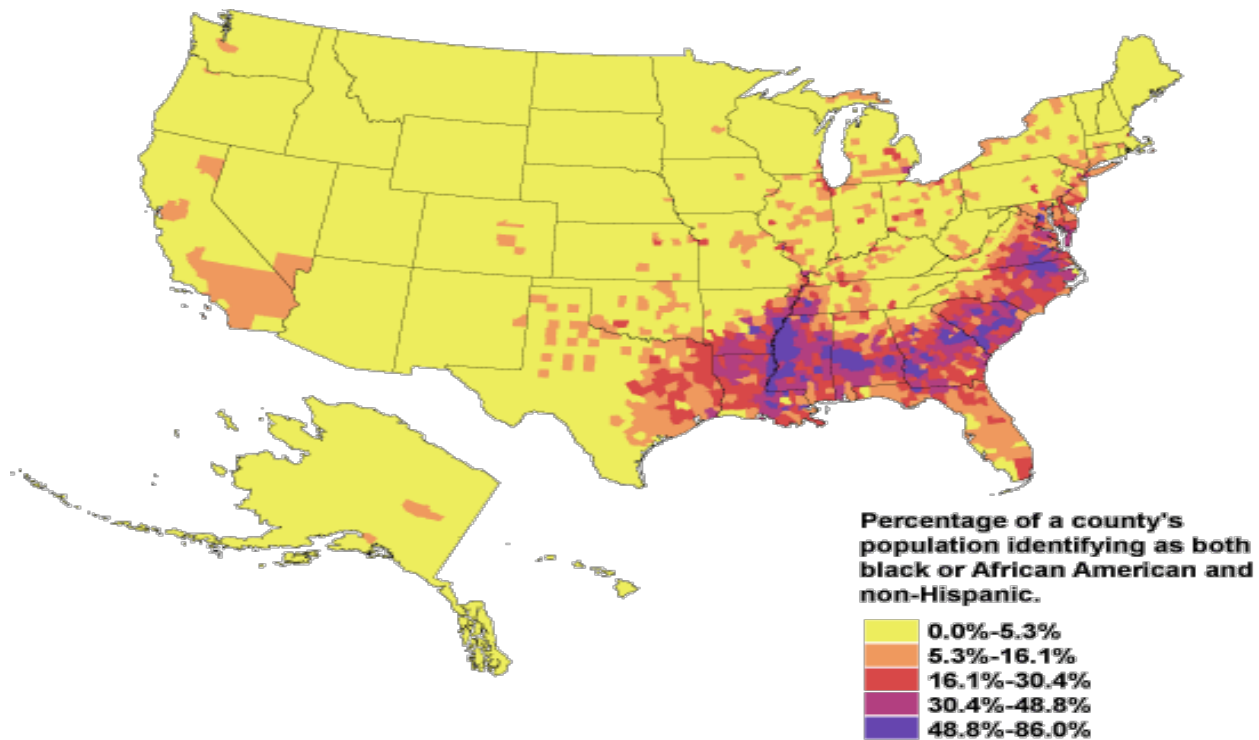 Percentage of a county's
population identifying as both
black or African American and
non-Hispanic.
0.0%-5.3%
5.3%-16.1%
16.1%-30.4%
30.4%-48.8%
48.8%-86.0%